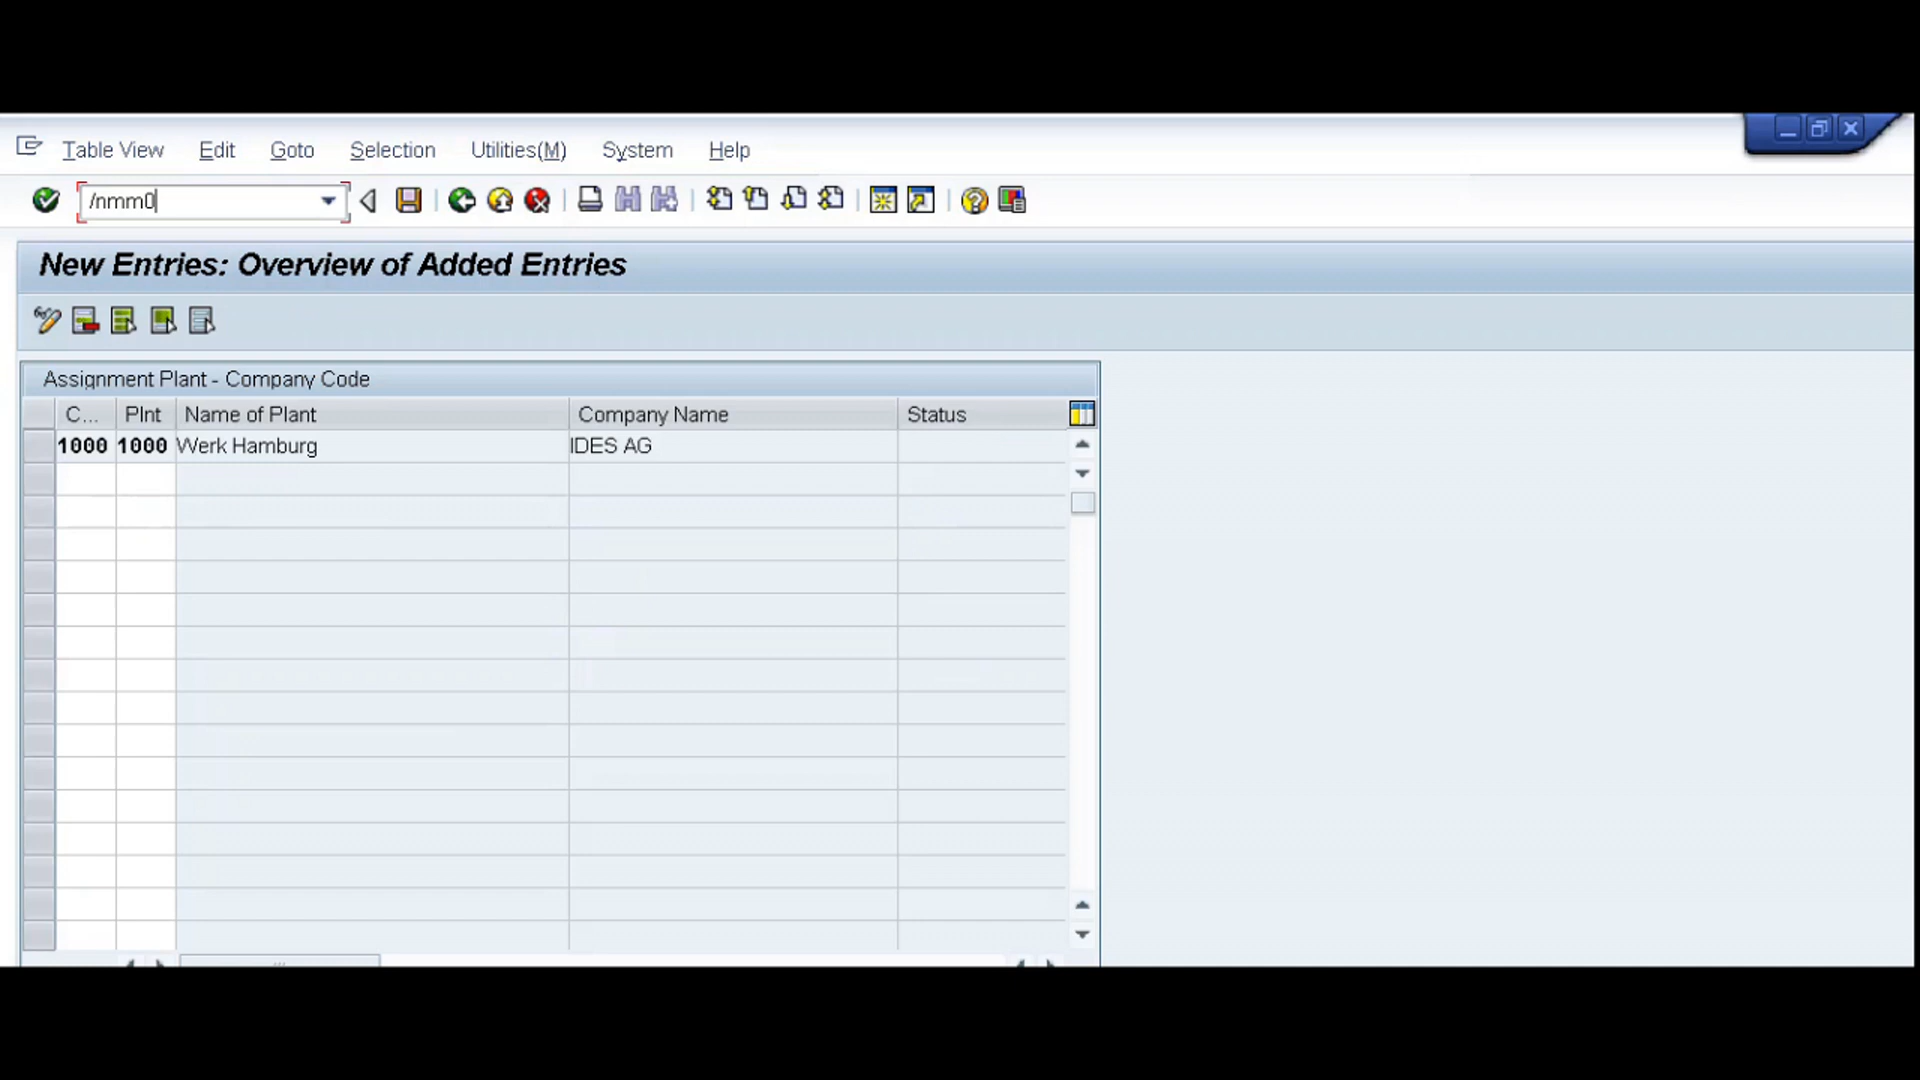 Table View Edit Goto Selection Utilities(M) System Help
/nmm0
New Entries: Overview of Added Entries
Assignment Plant - Company Code
C... Plnt Name of Plant Company Name Status
1000 1000 Werk Hamburg IDES AG